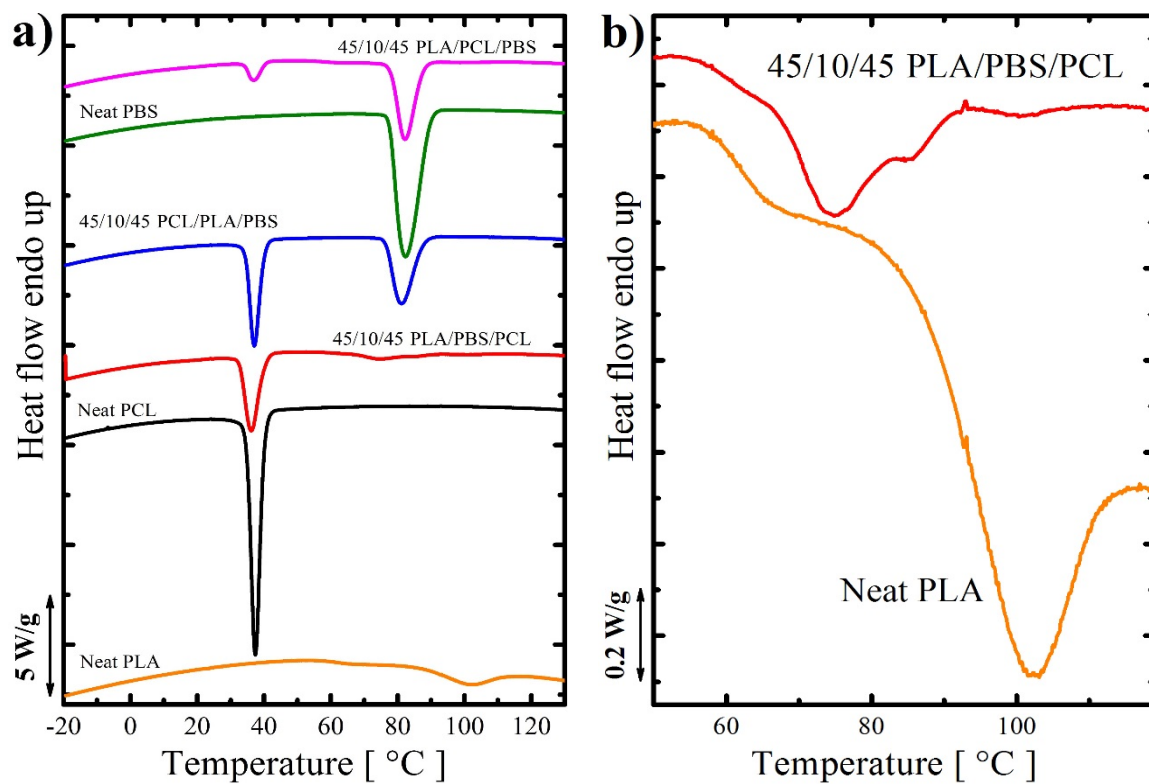 a)
45/10/45 PLA/PCL/PBS
Neat PBS
45/10/45 PCL/PLA/PBS
45/10/45 PLA/PBS/PCL
Neat PCL
Neat PLA
5 W/g
Heat flow endo up
-20 0 20 40 60 80 100 120
Temperature [ °C]
b)
45/10/45 PLA/PBS/PCL
Neat PLA
0.2 W/g
Heat flow endo up
60 80 100
Temperature [ °C]